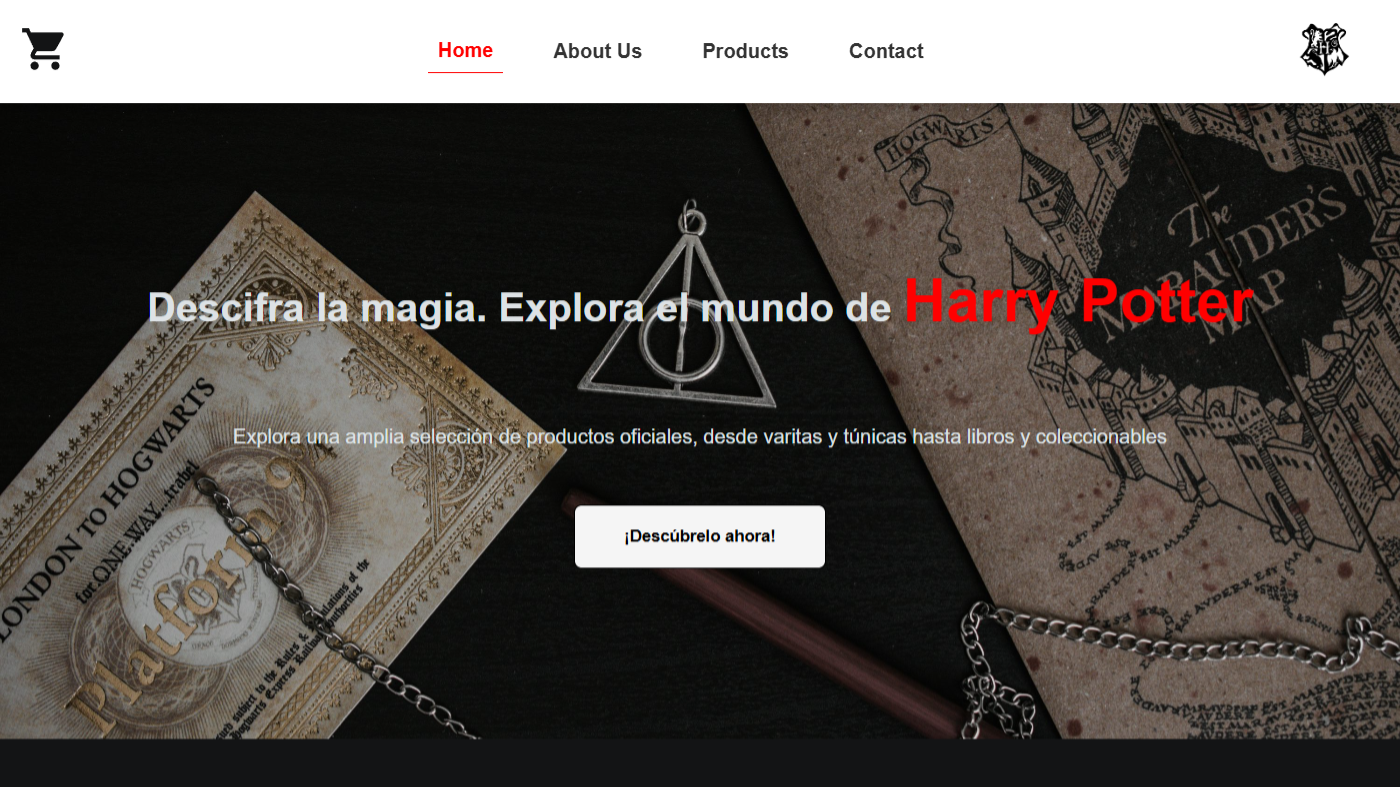 Home
About Us
Products
Contact
HOGWARTS
The
MARAUDER'S
MAP
Descifra la magia. Explora el mundo de Harry Potter
Explora una amplia selección de productos oficiales, desde varitas y túnicas hasta libros y coleccionables
¡Descúbrelo ahora!
LONDON TO HOGWARTS
for ONE WAY...travel
HOGWARTS
Platform 9